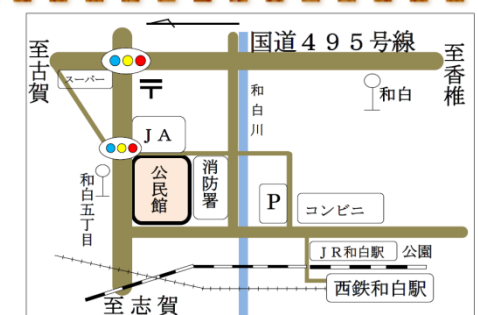 国道４９５号線
至古賀
スーパー
〒
至香椎
和白
和白川
ＪＡ
公民館
消防署
和白五丁目
Ｐ
コンビニ
ＪＲ和白駅
公園
西鉄和白駅
至志賀